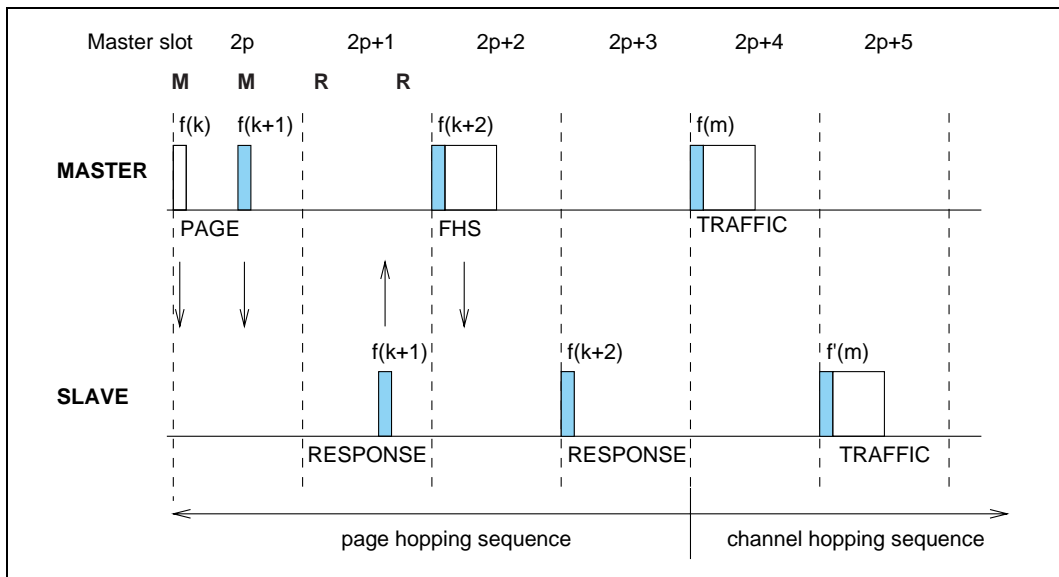 Master slot 2p 2p+1 2p+2 2p+3 2p+4 2p+5
M M R R
f(k) f(k+1) f(k+2) f(m)
MASTER
PAGE FHS TRAFFIC
f(k+1) f(k+2) f'(m)
SLAVE
RESPONSE RESPONSE TRAFFIC
page hopping sequence channel hopping sequence